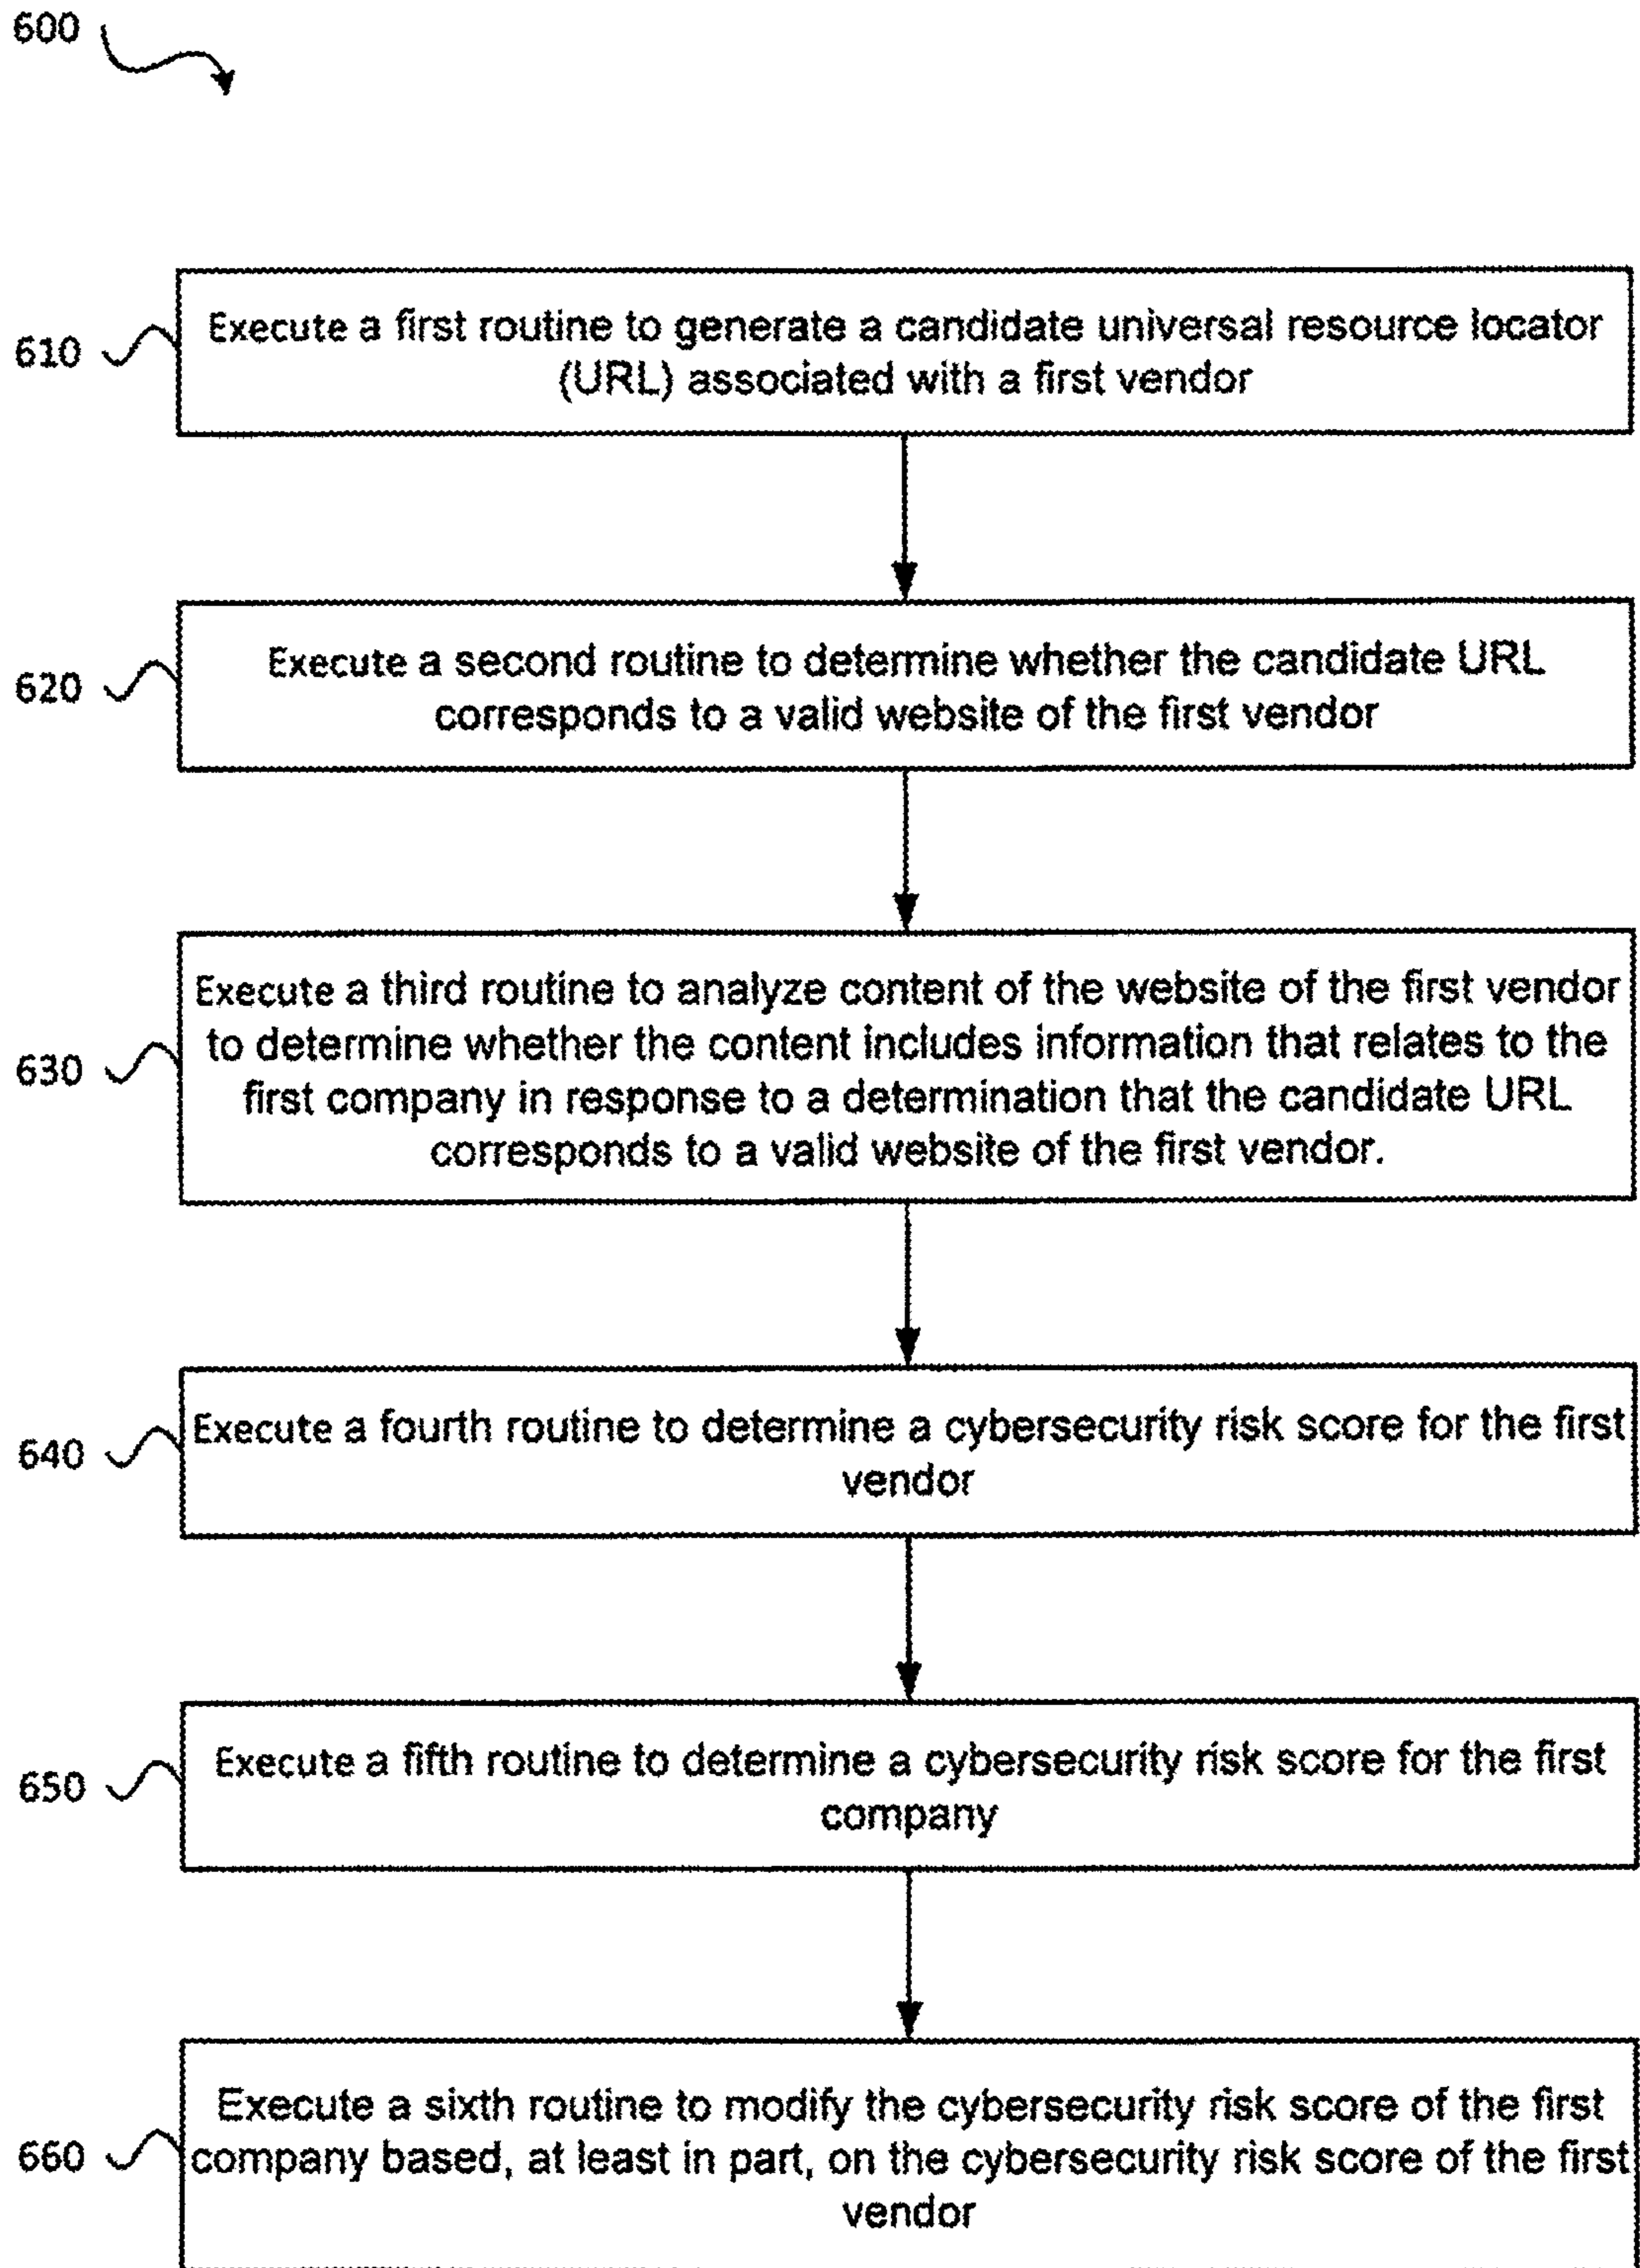 600
610
Execute a first routine to generate a candidate universal resource locator
(URL) associated with a first vendor
620
Execute a second routine to determine whether the candidate URL
corresponds to a valid website of the first vendor
630
Execute a third routine to analyze content of the website of the first vendor
to determine whether the content includes information that relates to the
first company in response to a determination that the candidate URL
corresponds to a valid website of the first vendor.
640
Execute a fourth routine to determine a cybersecurity risk score for the first
vendor
650
Execute a fifth routine to determine a cybersecurity risk score for the first
company
660
Execute a sixth routine to modify the cybersecurity risk score of the first
company based, at least in part, on the cybersecurity risk score of the first
vendor